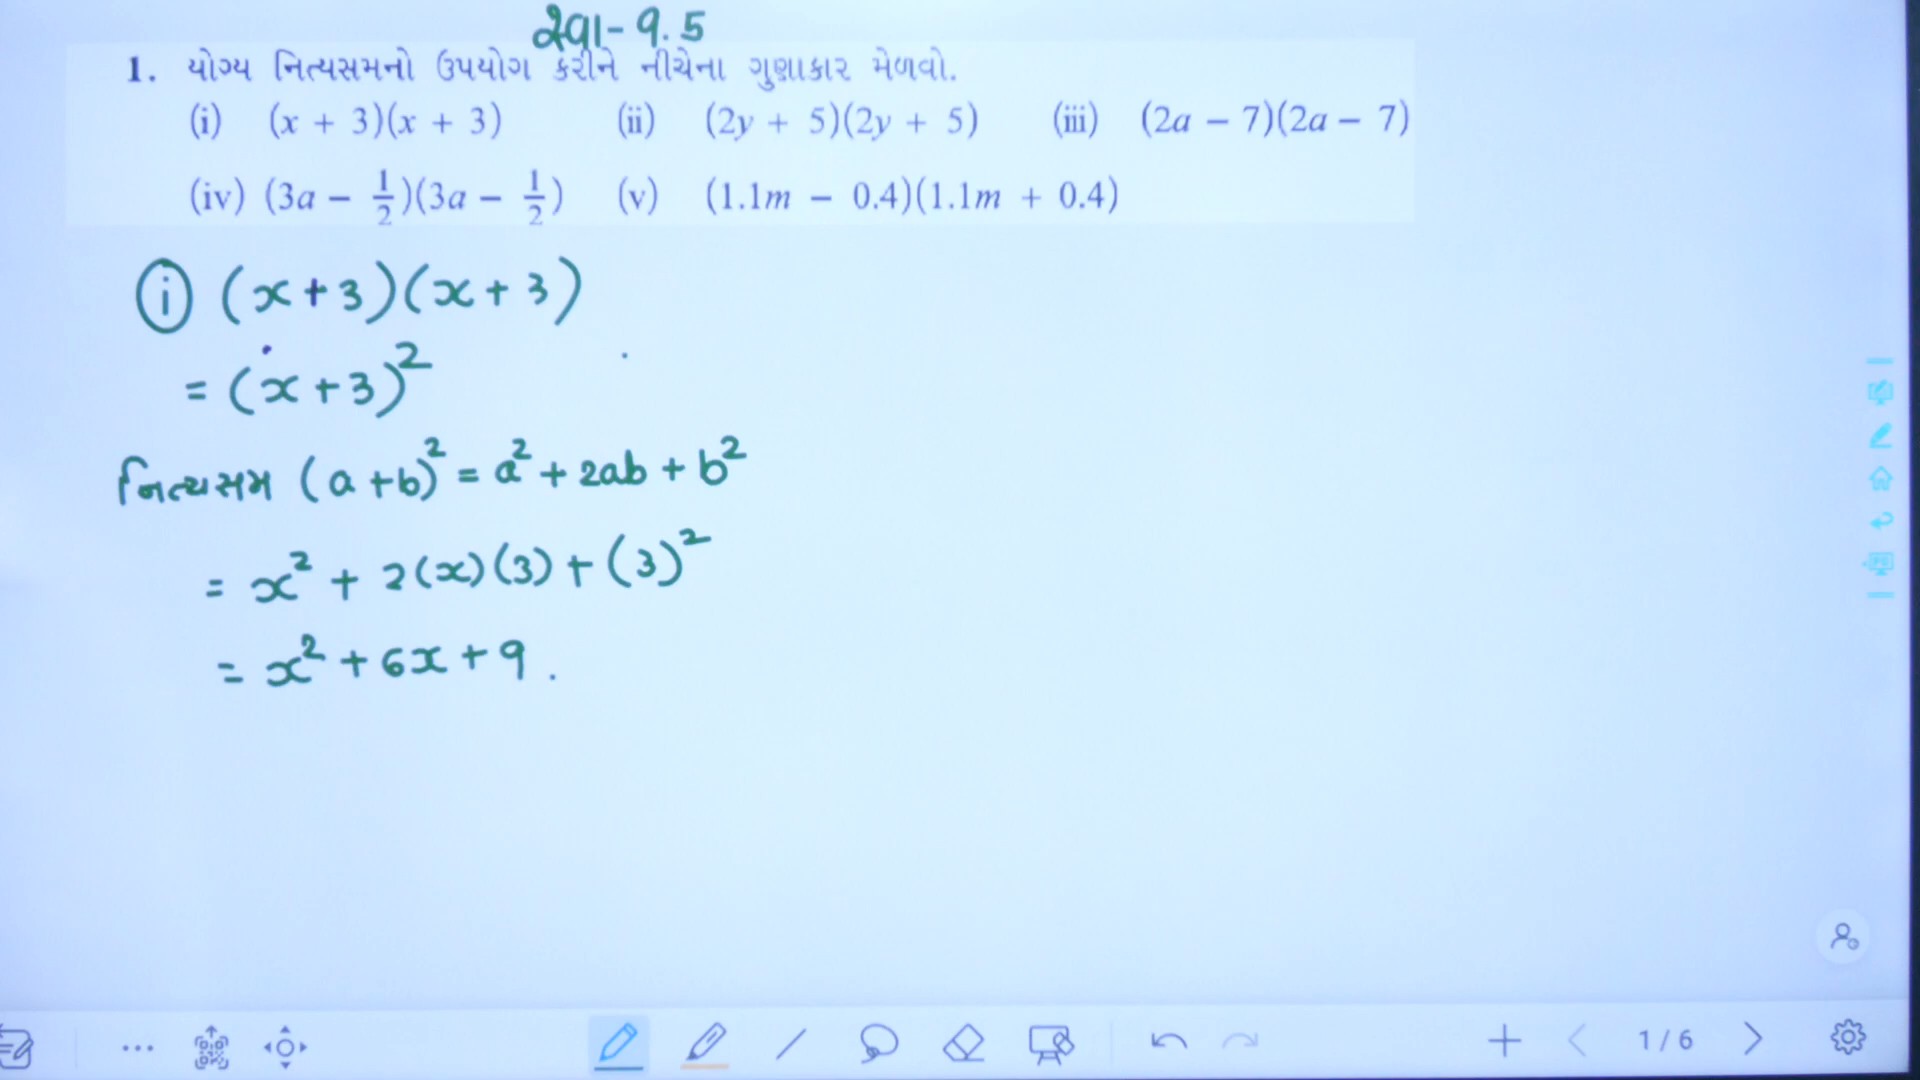 સ્વા-9.5
1. યોગ્ય નિત્યસમનો ઉપયોગ કરીને નીચેના ગુણાકાર મેળવો.
(i) (x + 3)(x + 3) (ii) (2y + 5)(2y + 5) (iii) (2a – 7)(2a – 7)
(iv) (3a – 1/2)(3a – 1/2) (v) (1.1m – 0.4)(1.1m + 0.4)
(i) (x+3)(x+3)
= (x+3)²
નિત્યસમ (a+b)² = a² + 2ab + b²
= x² + 2(x)(3) + (3)²
= x² + 6x + 9.
1 / 6